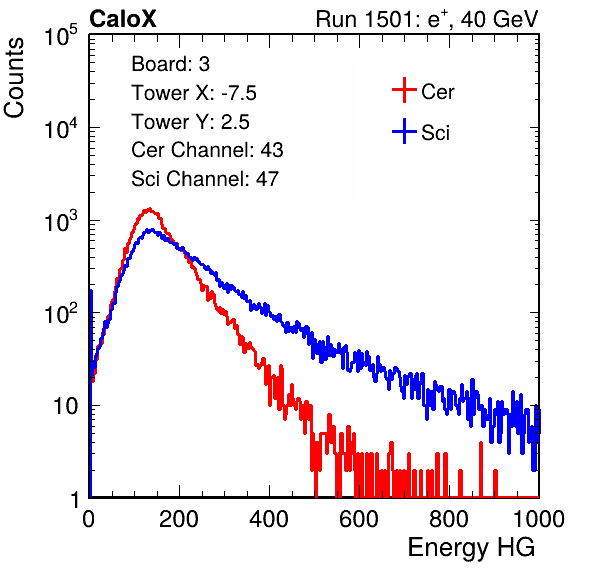 CaloX Run 1501: e⁺, 40 GeV
Counts
Board: 3
Tower X: -7.5
Tower Y: 2.5
Cer Channel: 43
Sci Channel: 47
Cer
Sci
10⁵
10⁴
10³
10²
10
1
0 200 400 600 800 1000
Energy HG